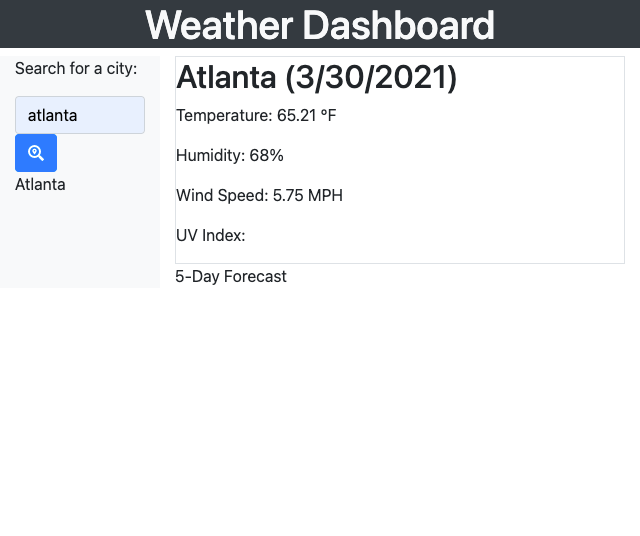 Weather Dashboard
Search for a city:
atlanta
Atlanta
Atlanta (3/30/2021)
Temperature: 65.21 °F
Humidity: 68%
Wind Speed: 5.75 MPH
UV Index:
5-Day Forecast